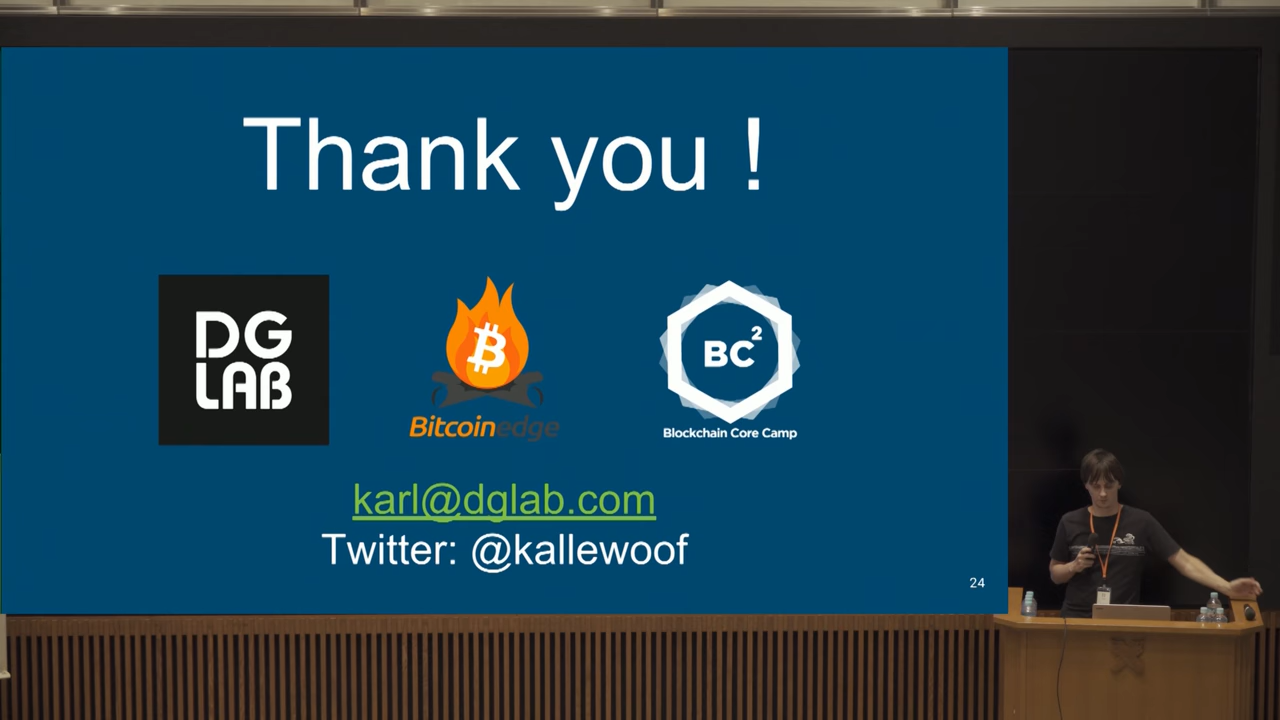 Thank you !
DG
LAB
Bitcoinedge
BC²
Blockchain Core Camp
karl@dglab.com
Twitter: @kallewoof
24